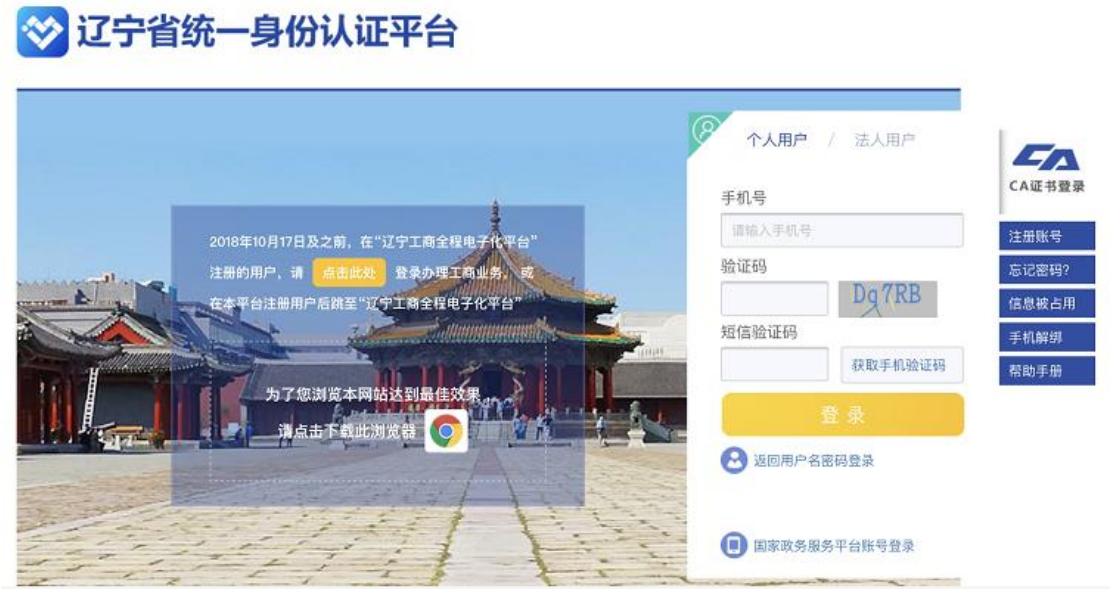 辽宁省统一身份认证平台
2018年10月17日及之前，在“辽宁工商全程电子化平台”
注册的用户，请 点击此处 登录办理工商业务。或
在本平台注册用户后跳至“辽宁工商全程电子化平台”
为了您浏览本网站达到最佳效果，
请点击下载此浏览器
个人用户 / 法人用户
手机号
请输入手机号
验证码
Dq7RB
短信验证码
获取手机验证码
登录
返回用户名密码登录
国家政务服务平台账号登录
CA
CA证书登录
注册账号
忘记密码?
信息被占用
手机解绑
帮助手册